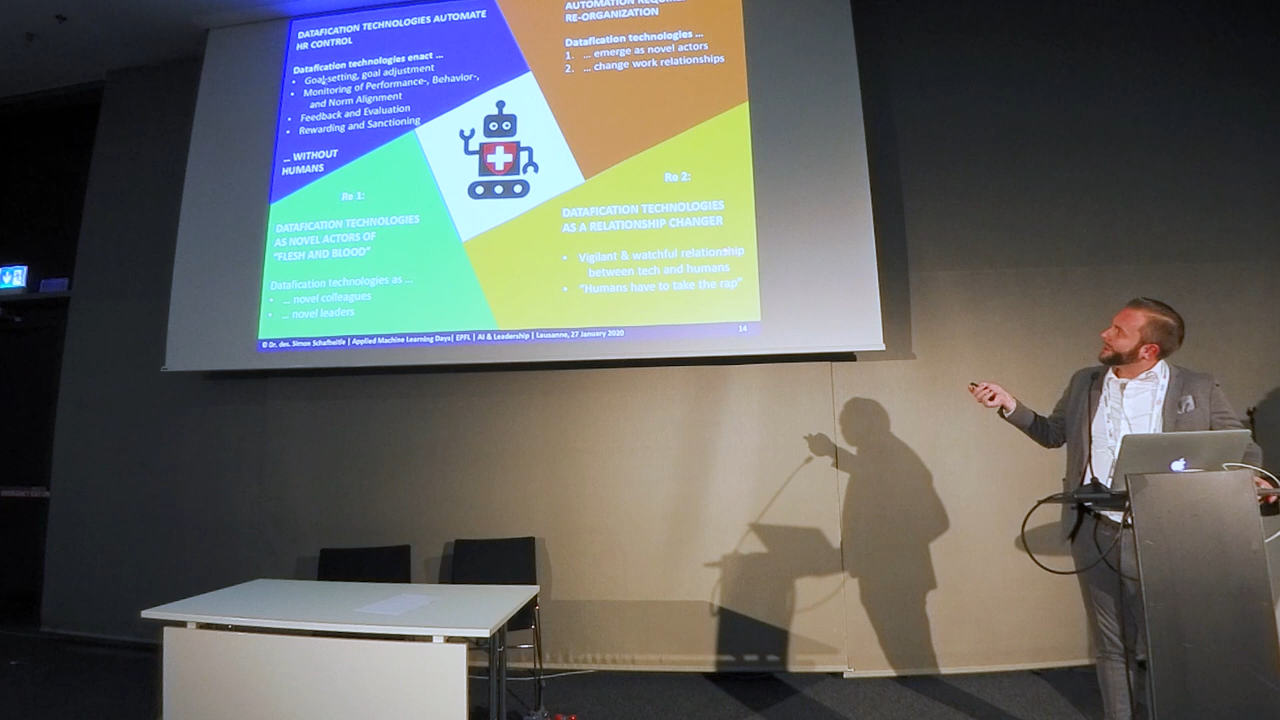 DATAFICATION TECHNOLOGIES AUTOMATE
HR CONTROL
Datafication technologies enact ...
• Goal-setting, goal adjustment
• Monitoring of Performance-, Behavior-,
and Norm Alignment
• Feedback and Evaluation
• Rewarding and Sanctioning
... WITHOUT
HUMANS
AUTOMATION
RE-ORGANIZATION
Datafication technologies ...
1. ... emerge as novel actors
2. ... change work relationships
Re 1:
DATAFICATION TECHNOLOGIES
AS NOVEL ACTORS OF
"FLESH AND BLOOD"
Datafication technologies as ...
• ... novel colleagues
• ... novel leaders
Re 2:
DATAFICATION TECHNOLOGIES
AS A RELATIONSHIP CHANGER
• Vigilant & watchful relationship
between tech and humans
• "Humans have to take the rap"
© Dr. des. Simon Schafheitle | Applied Machine Learning Days| EPFL | AI & Leadership | Lausanne, 27 January 2020
14